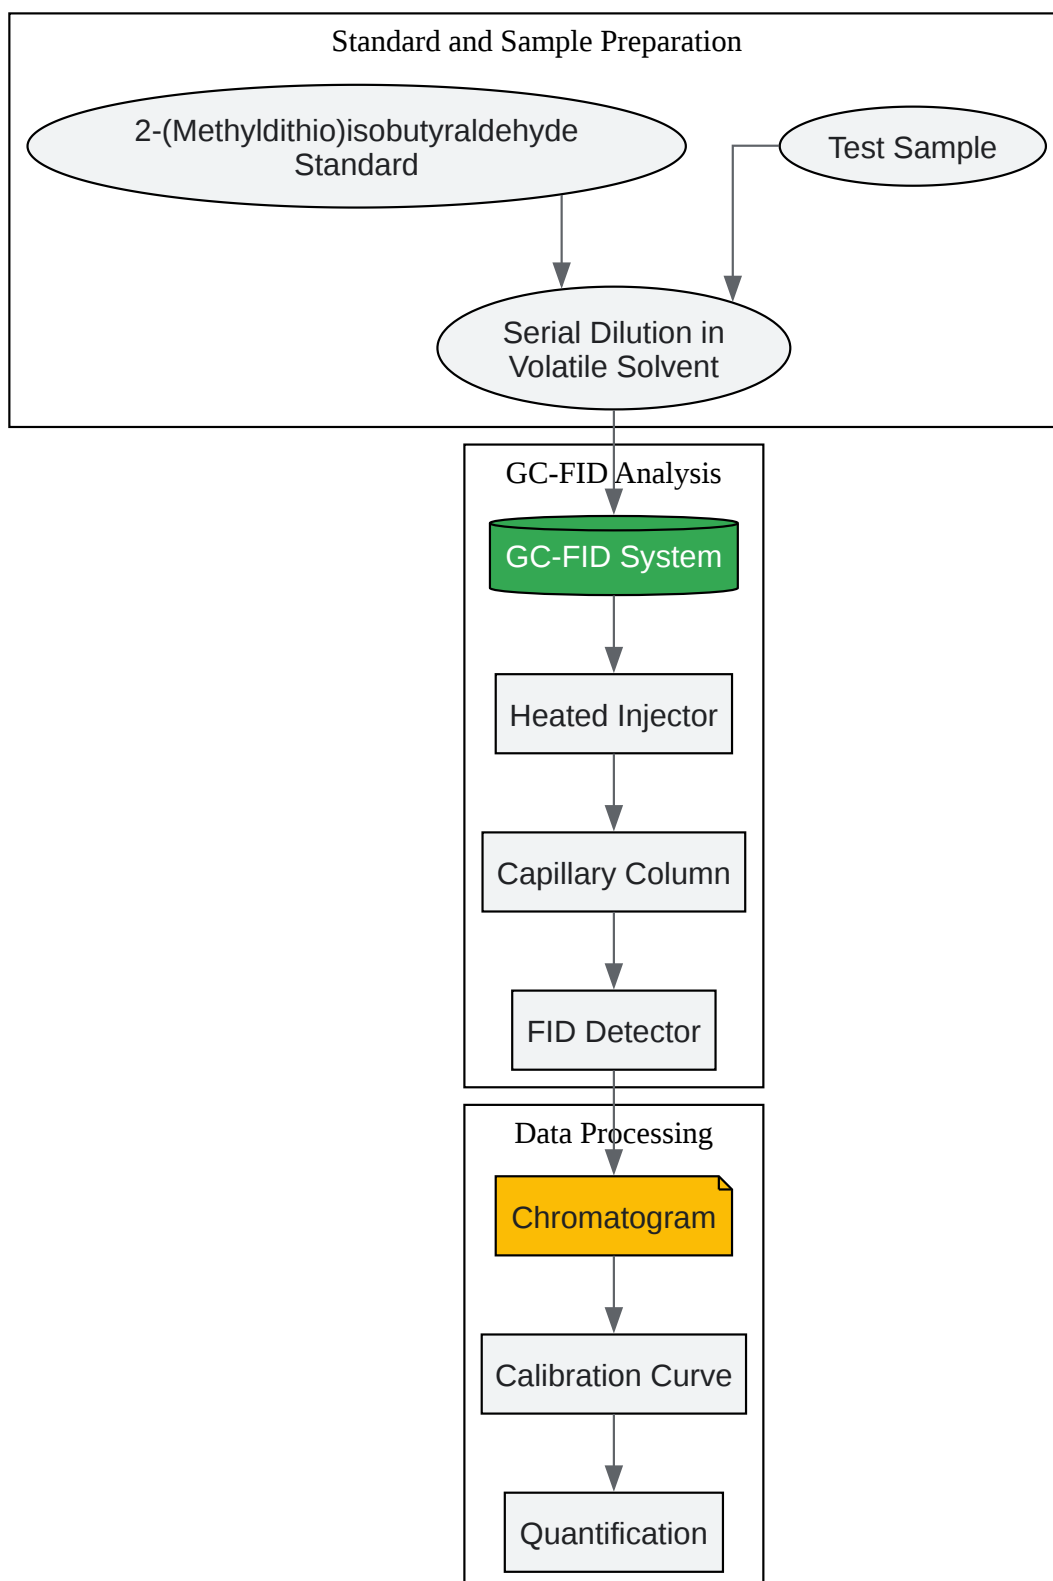 Standard and Sample Preparation
2-(Methyldithio)isobutyraldehyde
Standard
Test Sample
Serial Dilution in
Volatile Solvent
GC-FID Analysis
GC-FID System
Heated Injector
Capillary Column
FID Detector
Data Processing
Chromatogram
Calibration Curve
Quantification